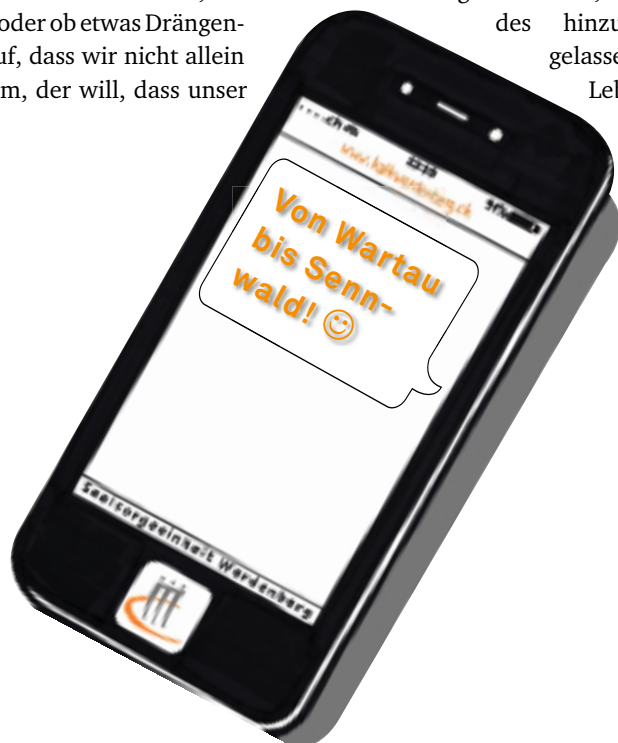 oder ob etwas Drängen-
uf, dass wir nicht allein
m, der will, dass unser
des hinzu
gelasse
Leb
www.kathwerdenberg.ch
Von Wartau
bis Senn-
wald! ☺
Seelsorgeeinheit Werdenberg